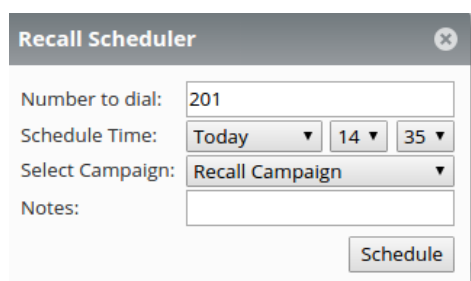 Recall Scheduler
Number to dial: 201
Schedule Time: Today 14 35
Select Campaign: Recall Campaign
Notes:
Schedule